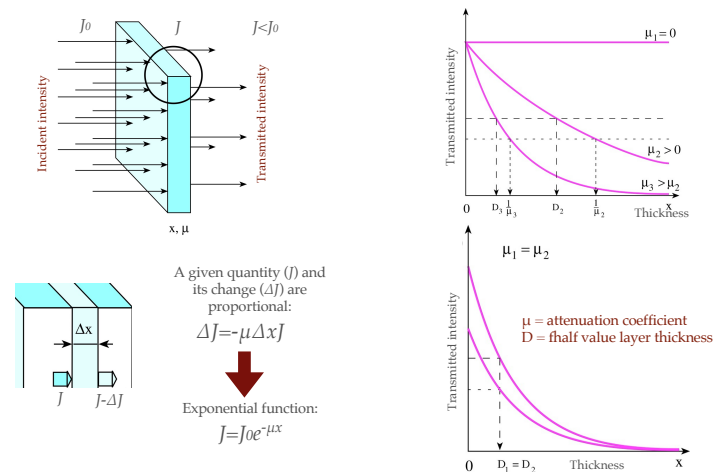 J₀
J
J<J₀
Incident intensity
Transmitted intensity
x, μ
Δx
J
J-ΔJ
A given quantity (J) and
its change (ΔJ) are
proportional:
ΔJ=-μΔxJ
Exponential function:
J=J₀e^-μx
Transmitted intensity
μ₁=0
μ₂>0
μ₃>μ₂
0
D₃
1/μ₃
D₂
1/μ₂
Thickness
x
Transmitted intensity
μ₁=μ₂
μ = attenuation coefficient
D = fhalf value layer thickness
0
D₁=D₂
Thickness
x